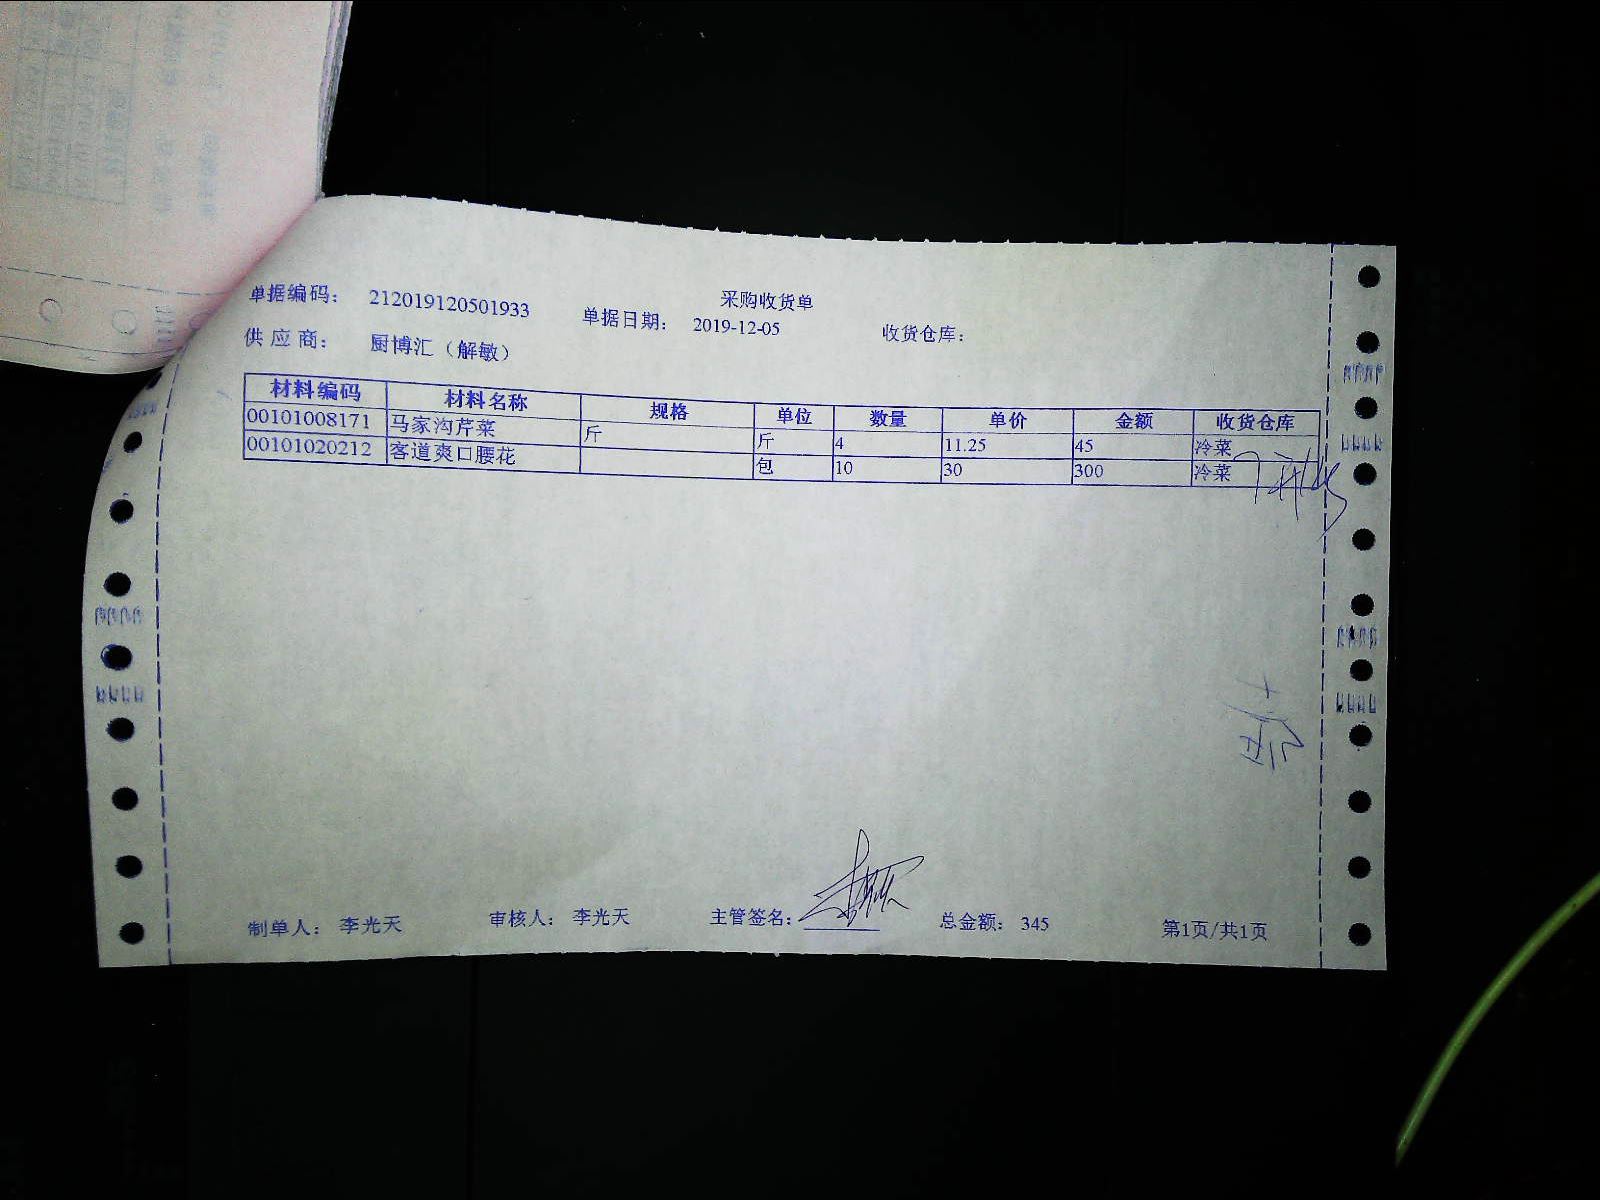 采购收货单
单据编码： 212019120501933 单据日期： 2019-12-05 收货仓库：
供应商： 厨博汇（解敏）
材料编码 材料名称 规格 单位 数量 单价 金额 收货仓库
00101008171 马家沟芹菜 斤 斤 4 11.25 45 冷菜
00101020212 客道爽口腰花 包 10 30 300 冷菜
制单人： 李光天 审核人： 李光天 主管签名： 总金额： 345 第1页/共1页